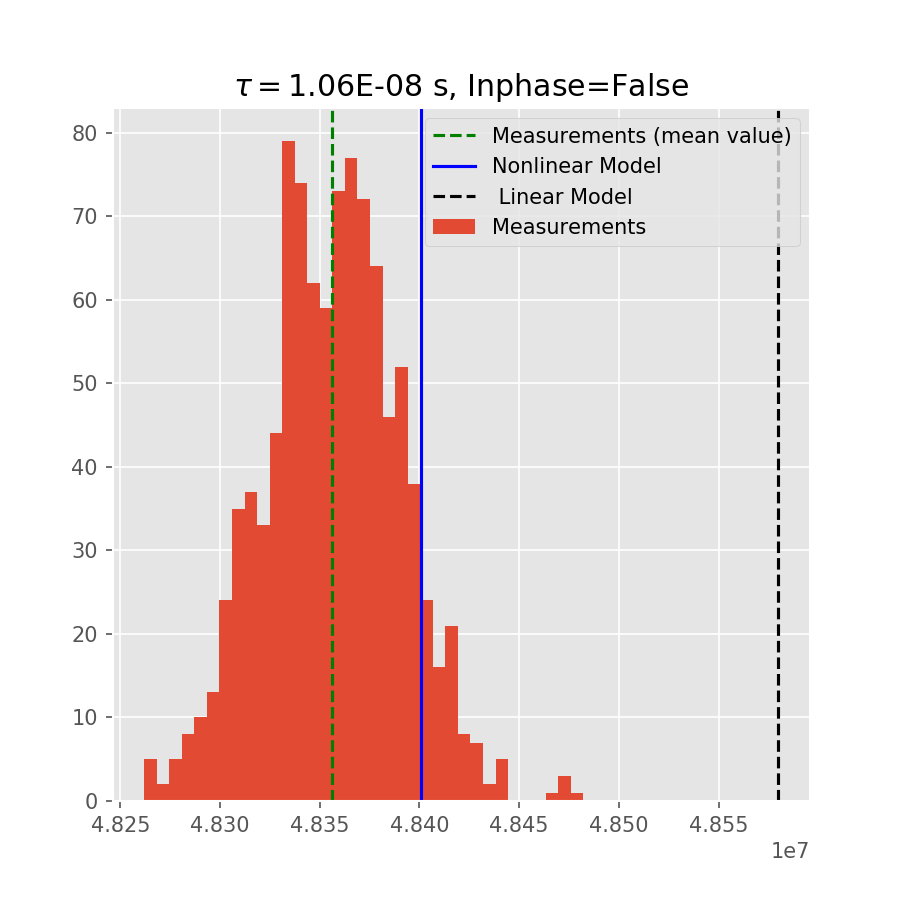 τ = 1.06E-08 s, Inphase=False
Measurements (mean value)
Nonlinear Model
Linear Model
Measurements
80
70
60
50
40
30
20
10
0
4.825 4.830 4.835 4.840 4.845 4.850 4.855
1e7